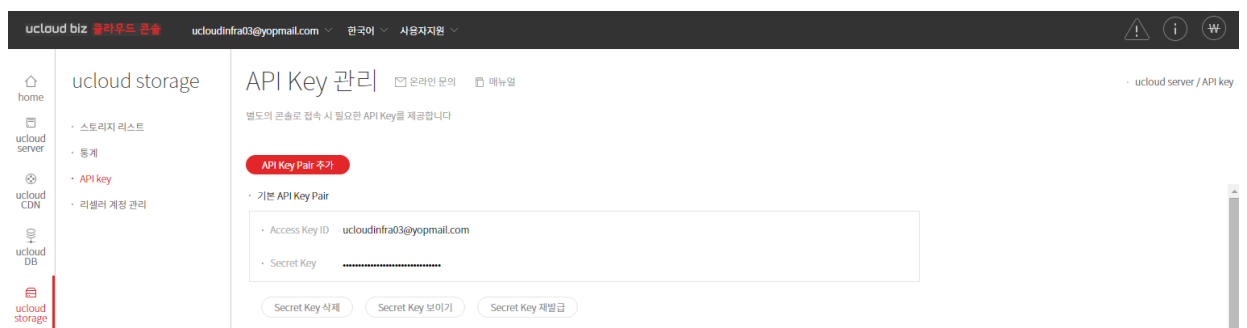 ucloud biz 클라우드 콘솔 ucloudinfra03@yopmail.com 한국어 사용자지원
home
ucloud server
ucloud CDN
ucloud DB
ucloud storage
ucloud storage
· 스토리지 리스트
· 통계
· API key
· 리셀러 계정 관리
API Key 관리 온라인 문의 매뉴얼
· ucloud server / API key
별도의 콘솔로 접속 시 필요한 API Key를 제공합니다
API Key Pair 추가
· 기본 API Key Pair
· Access Key ID ucloudinfra03@yopmail.com
· Secret Key ••••••••••••••••••••••••••••••
Secret Key 삭제 Secret Key 보이기 Secret Key 재발급